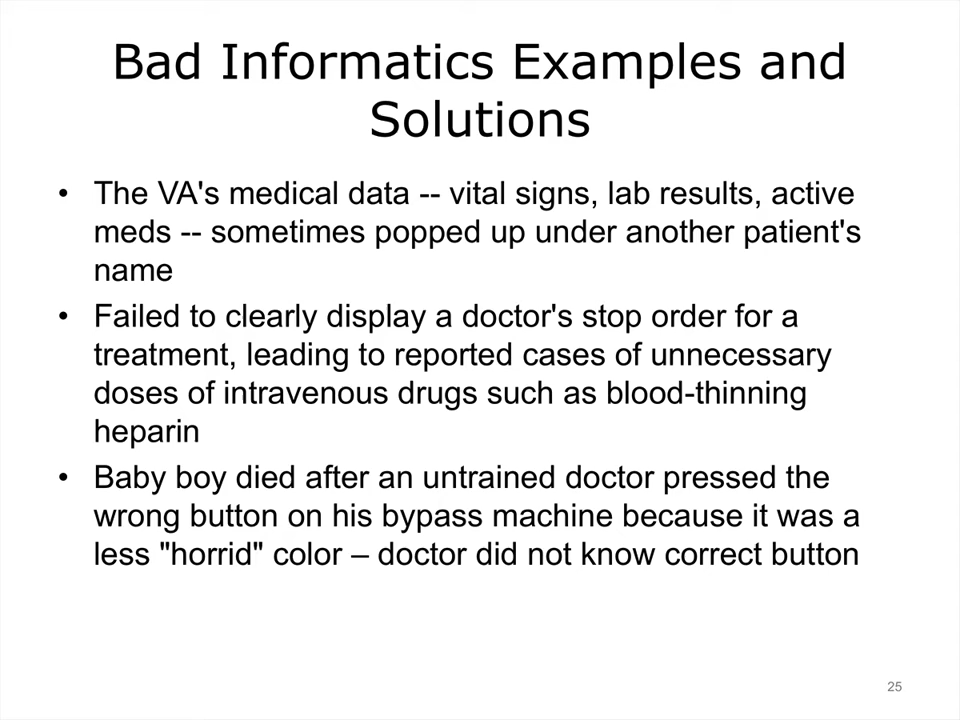 Bad Informatics Examples and
Solutions
• The VA's medical data -- vital signs, lab results, active
meds -- sometimes popped up under another patient's
name
• Failed to clearly display a doctor's stop order for a
treatment, leading to reported cases of unnecessary
doses of intravenous drugs such as blood-thinning
heparin
• Baby boy died after an untrained doctor pressed the
wrong button on his bypass machine because it was a
less "horrid" color – doctor did not know correct button
25